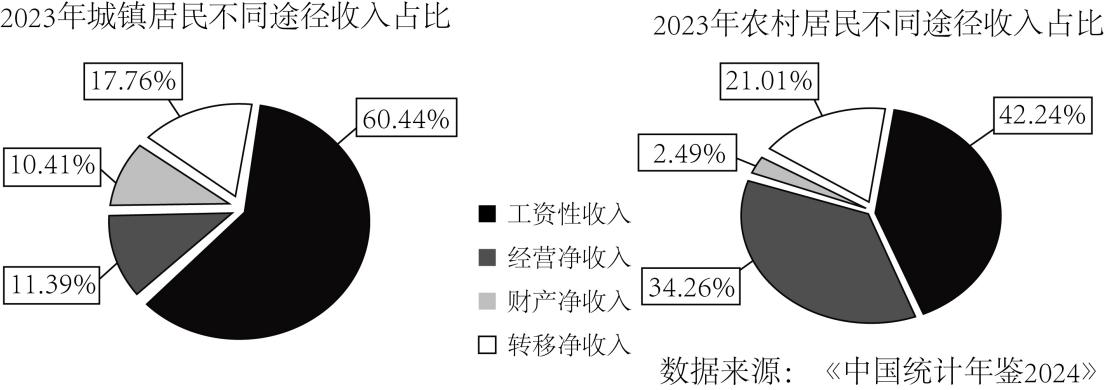 2023年城镇居民不同途径收入占比
17.76%
60.44%
10.41%
11.39%
2023年农村居民不同途径收入占比
21.01%
42.24%
2.49%
34.26%
工资性收入
经营净收入
财产净收入
转移净收入
数据来源：《中国统计年鉴2024》